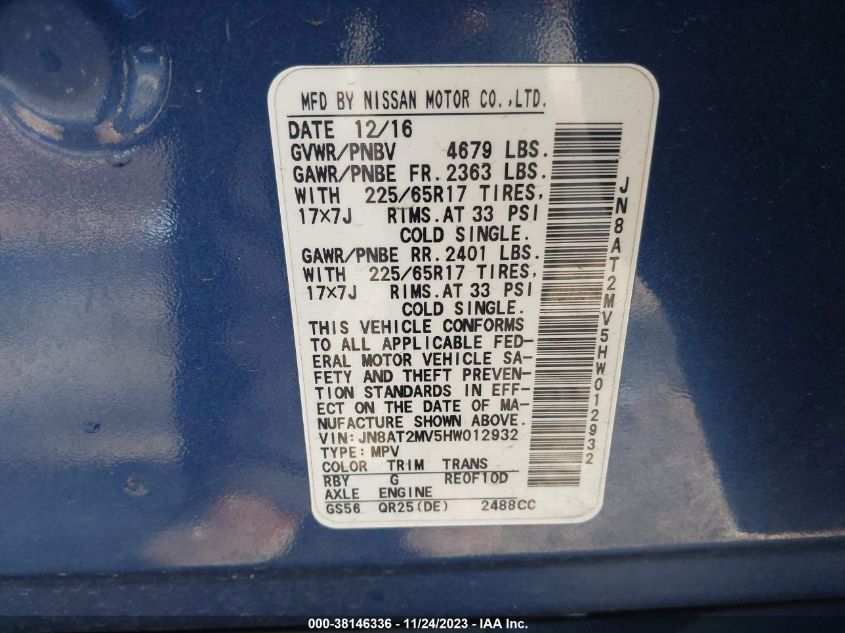 MFD BY NISSAN MOTOR CO.,LTD.
DATE 12/16
GVWR/PNBV 4679 LBS.
GAWR/PNBE FR. 2363 LBS.
WITH 225/65R17 TIRES,
17X7J RIMS.AT 33 PSI
COLD SINGLE.
GAWR/PNBE RR. 2401 LBS.
WITH 225/65R17 TIRES,
17X7J RIMS.AT 33 PSI
COLD SINGLE.
THIS VEHICLE CONFORMS
TO ALL APPLICABLE FED-
ERAL MOTOR VEHICLE SA-
FETY AND THEFT PREVEN-
TION STANDARDS IN EFF-
ECT ON THE DATE OF MA-
NUFACTURE SHOWN ABOVE.
VIN:JN8AT2MV5HW012932
TYPE:MPV
COLOR TRIM TRANS
RBY G RE0F10D
AXLE ENGINE
GS56 QR25(DE) 2488CC
JN8AT2MV5HW012932
000-38146336 - 11/24/2023 - IAA Inc.